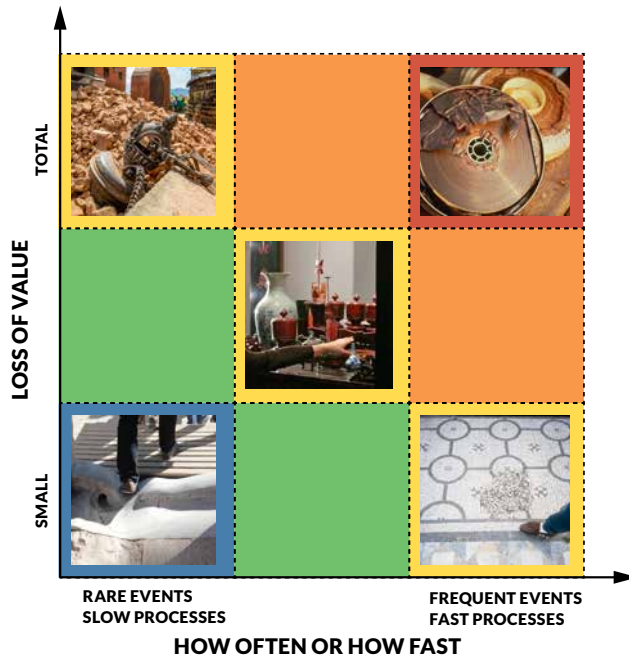 TOTAL
LOSS OF VALUE
SMALL
RARE EVENTS
SLOW PROCESSES
FREQUENT EVENTS
FAST PROCESSES
HOW OFTEN OR HOW FAST